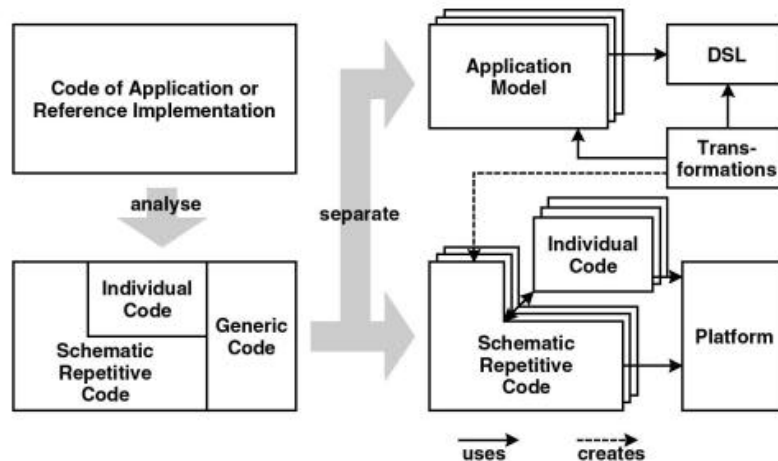 Code of Application or
Reference Implementation
analyse
Individual
Code
Generic
Code
Schematic
Repetitive
Code
separate
Application
Model
DSL
Trans-
formations
Individual
Code
Schematic
Repetitive
Code
Platform
uses
creates